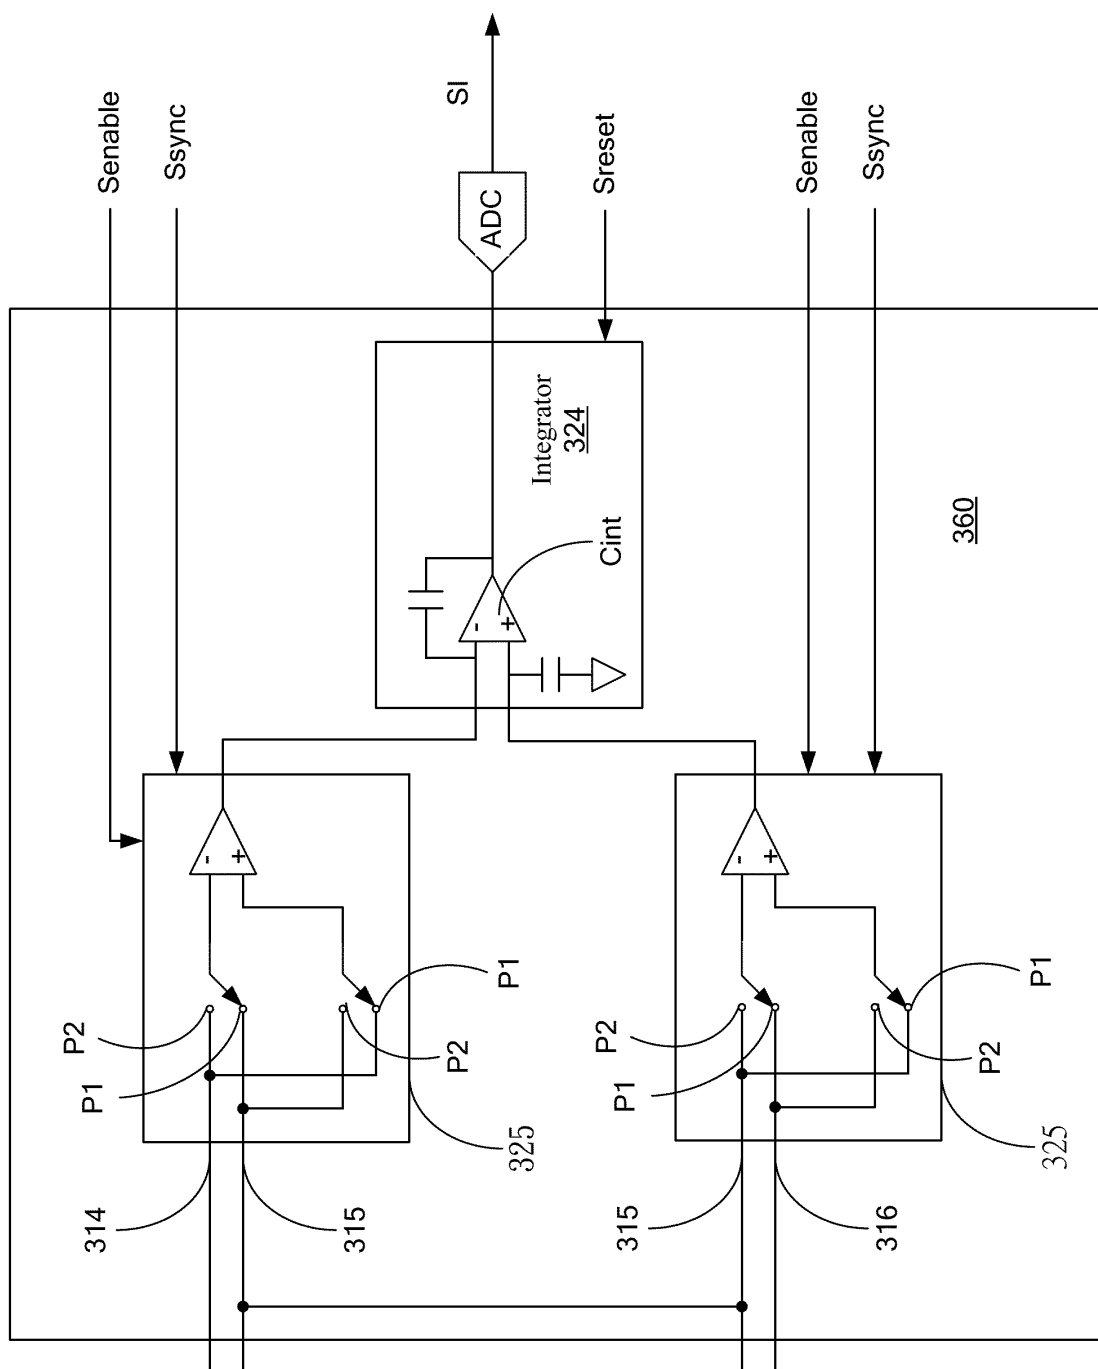 Senable
Ssync
SI
ADC
Sreset
Senable
Ssync
Integrator
324
Cint
360
-
+
-
+
-
+
P2
P1
P1
P2
325
P2
P1
P1
P2
325
314
315
315
316